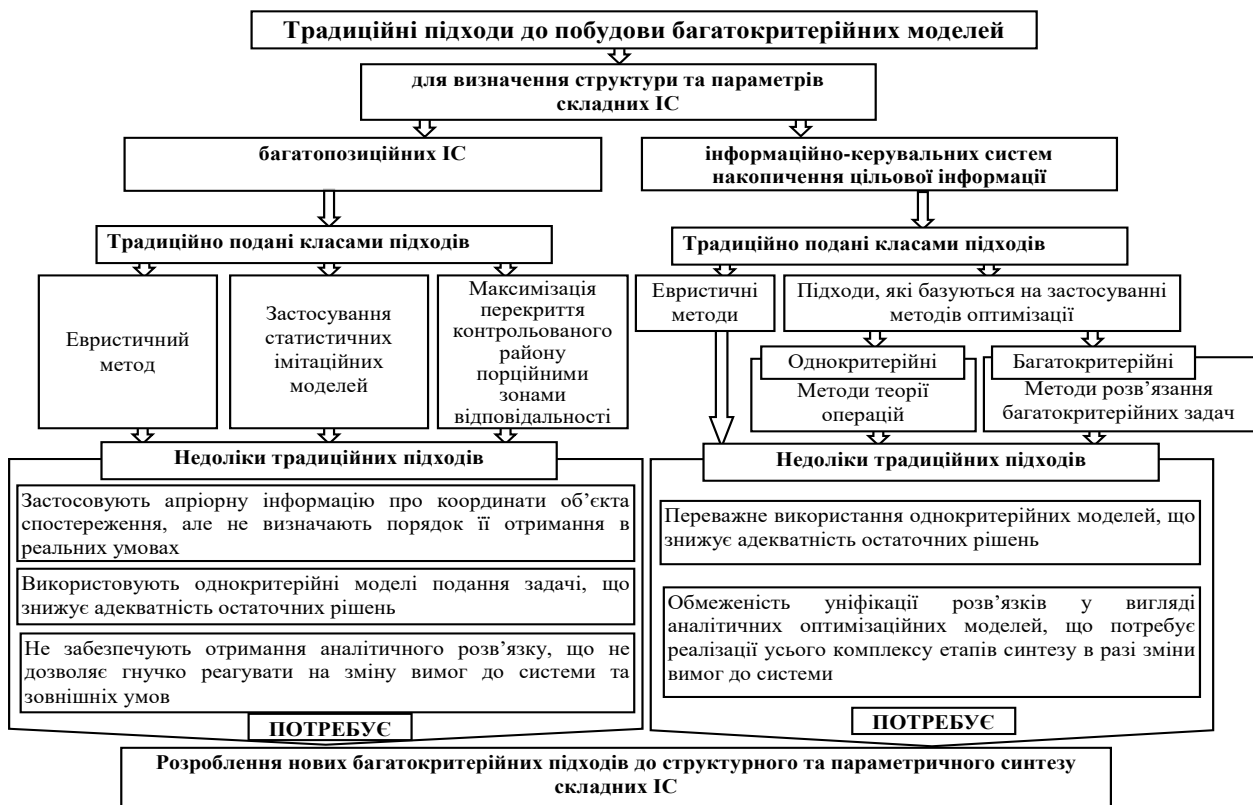 Традиційні підходи до побудови багатокритерійних моделей
для визначення структури та параметрів
складних ІС
багатопозиційних ІС
інформаційно-керувальних систем
накопичення цільової інформації
Традиційно подані класами підходів
Традиційно подані класами підходів
Евристичний
метод
Застосування
статистичних
імітаційних
моделей
Максимізація
перекриття
контрольованого
району
порційними
зонами
відповідальності
Евристичні
методи
Підходи, які базуються на застосуванні
методів оптимізації
Однокритерійні
Методи теорії
операцій
Багатокритерійні
Методи розв’язання
багатокритерійних задач
Недоліки традиційних підходів
Застосовують апріорну інформацію про координати об’єкта
спостереження, але не визначають порядок її отримання в
реальних умовах
Використовують однокритерійні моделі подання задачі, що
знижує адекватність остаточних рішень
Не забезпечують отримання аналітичного розв’язку, що не
дозволяє гнучко реагувати на зміну вимог до системи та
зовнішніх умов
ПОТРЕБУЄ
Недоліки традиційних підходів
Переважне використання однокритерійних моделей, що
знижує адекватність остаточних рішень
Обмеженість уніфікації розв’язків у вигляді
аналітичних оптимізаційних моделей, що потребує
реалізації усього комплексу етапів синтезу в разі зміни
вимог до системи
ПОТРЕБУЄ
Розроблення нових багатокритерійних підходів до структурного та параметричного синтезу
складних ІС